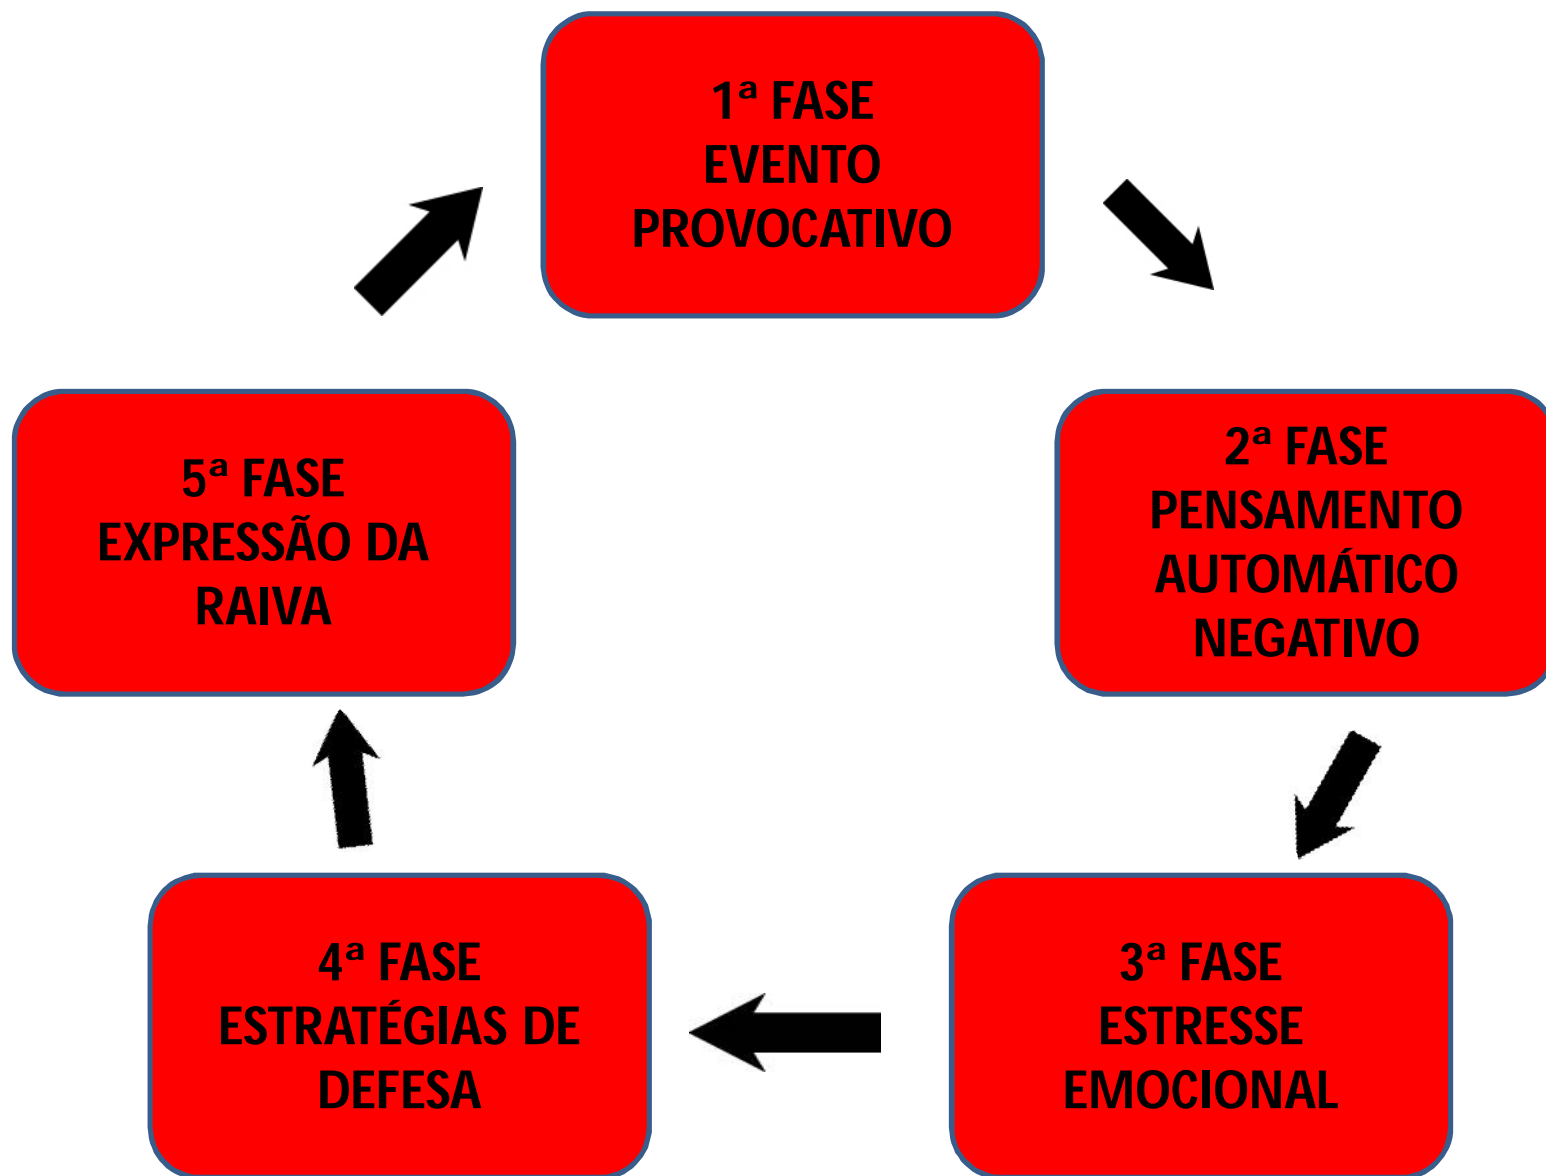 1ª FASE
EVENTO
PROVOCATIVO
2ª FASE
PENSAMENTO
AUTOMÁTICO
NEGATIVO
3ª FASE
ESTRESSE
EMOCIONAL
4ª FASE
ESTRATÉGIAS DE
DEFESA
5ª FASE
EXPRESSÃO DA
RAIVA